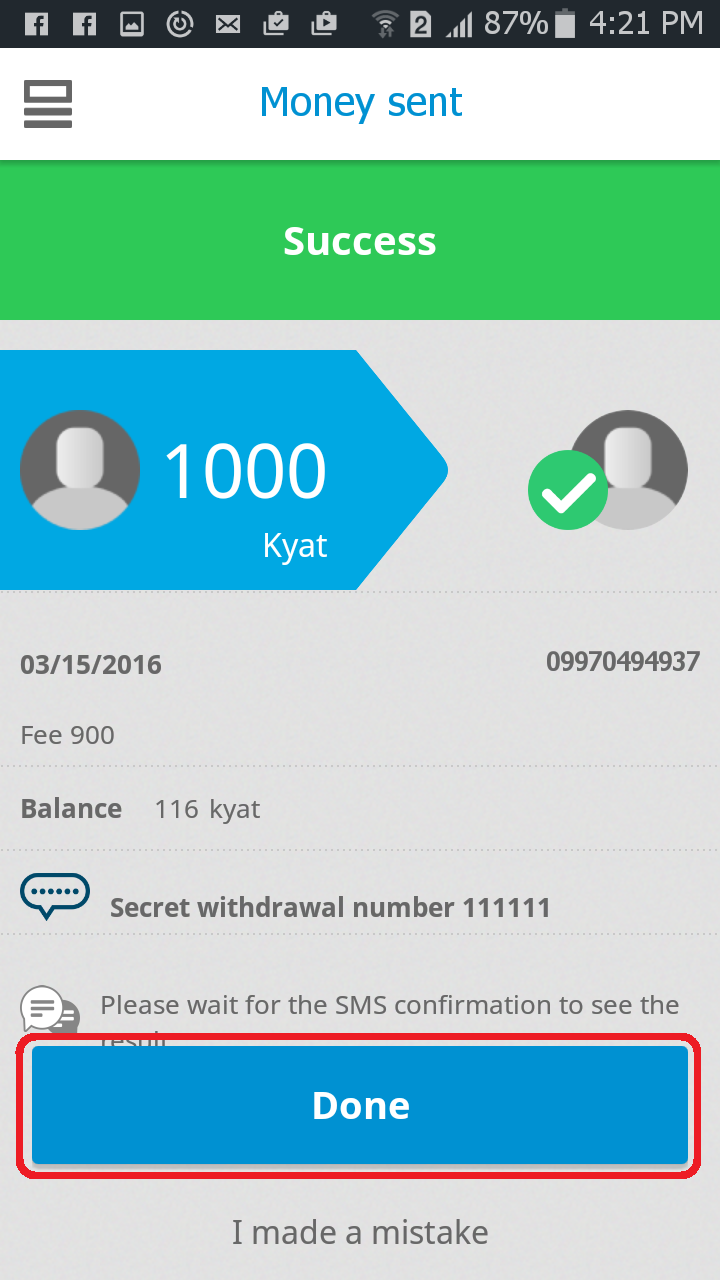 2 87% 4:21 PM
Money sent
Success
1000
Kyat
03/15/2016 09970494937
Fee 900
Balance 116 kyat
Secret withdrawal number 111111
Please wait for the SMS confirmation to see the
result
Done
I made a mistake